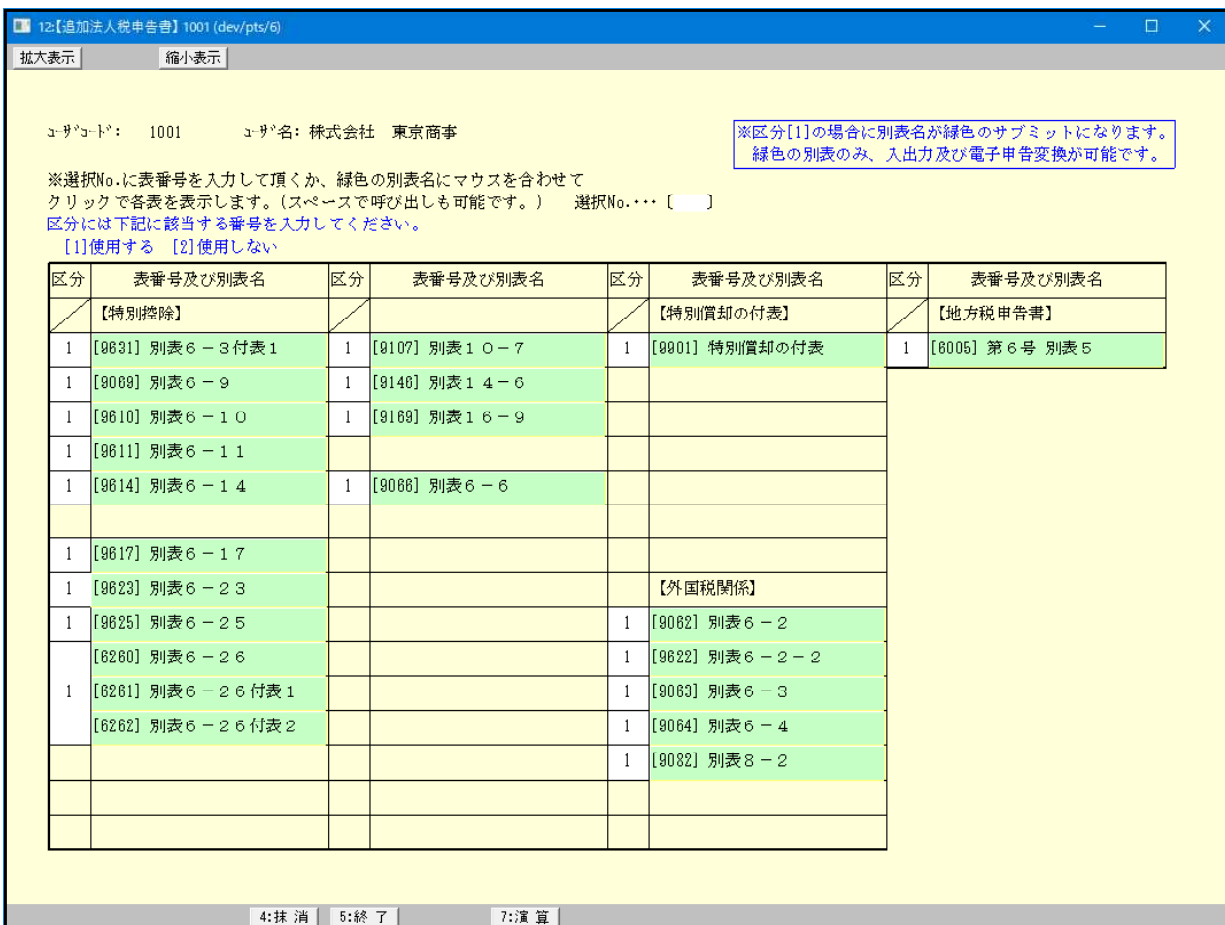 12:【追加法人税申告書】 1001 (dev/pts/6)
拡大表示 縮小表示
ﾕｰｻﾞｺｰﾄﾞ: 1001 ﾕｰｻﾞ名: 株式会社 東京商事
※区分[1]の場合に別表名が緑色のサブミットになります。
緑色の別表のみ、入出力及び電子申告変換が可能です。
※選択No.に表番号を入力して頂くか、緑色の別表名にマウスを合わせて
クリックで各表を表示します。(スペースで呼び出しも可能です。) 選択No.･･･ [ ]
区分には下記に該当する番号を入力してください。
[1]使用する [2]使用しない
区分 表番号及び別表名 区分 表番号及び別表名 区分 表番号及び別表名 区分 表番号及び別表名
【特別控除】 【特別償却の付表】 【地方税申告書】
1 [9631] 別表６－３付表１ 1 [9107] 別表１０－７ 1 [9901] 特別償却の付表 1 [6005] 第６号 別表５
1 [9069] 別表６－９ 1 [9146] 別表１４－６
1 [9610] 別表６－１０ 1 [9169] 別表１６－９
1 [9611] 別表６－１１
1 [9614] 別表６－１４ 1 [9066] 別表６－６
1 [9617] 別表６－１７
1 [9623] 別表６－２３ 【外国税関係】
1 [9625] 別表６－２５ 1 [9062] 別表６－２
[6260] 別表６－２６ 1 [9622] 別表６－２－２
1 [6261] 別表６－２６付表１ 1 [9063] 別表６－３
[6262] 別表６－２６付表２ 1 [9064] 別表６－４
1 [9082] 別表８－２
4:抹 消 5:終 了 7:演 算